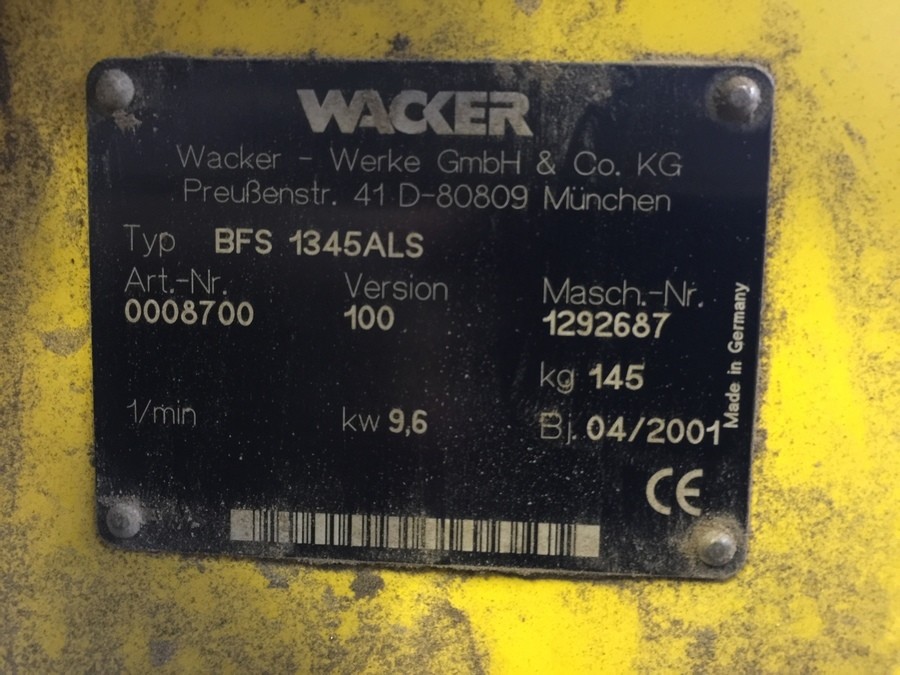 WACKER
Wacker - Werke GmbH & Co. KG
Preußenstr. 41 D-80809 München
Typ BFS 1345ALS
Art.-Nr. Version Masch.-Nr.
0008700 100 1292687
kg 145
1/min kw 9,6 Bj. 04/2001
Made in Germany
CE